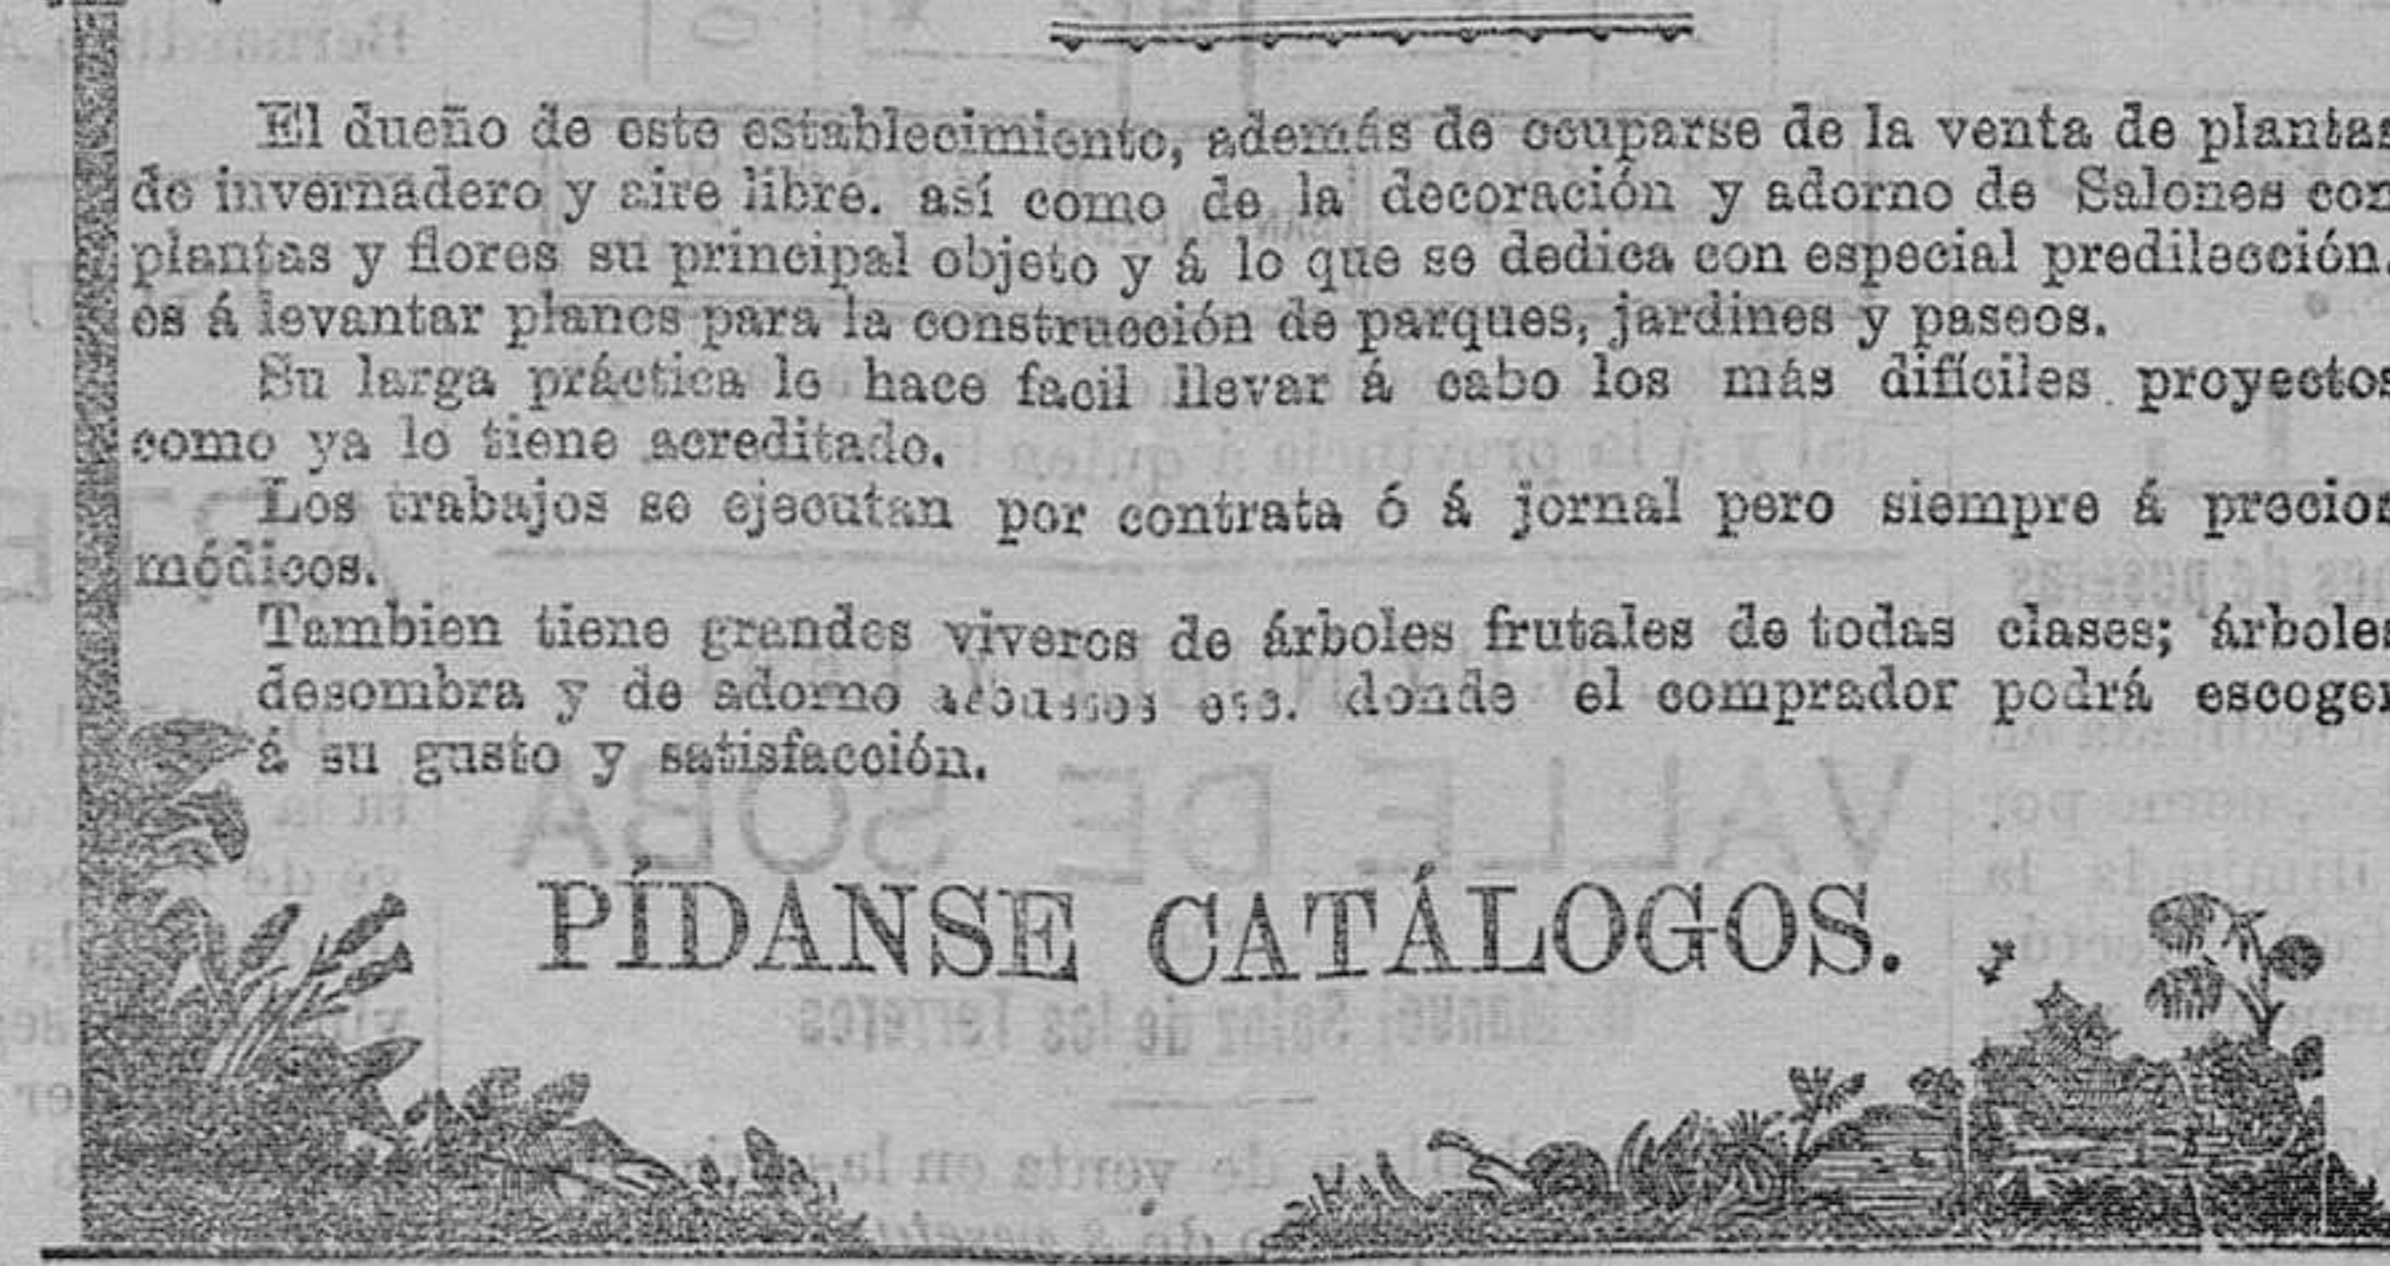 El dueño de este establecimiento, además de ocuparse de la venta de plantas
de invernadero y aire libre. así como de la decoración y adorno de Salones con
plantas y flores su principal objeto y á lo que se dedica con especial predilección,
es á levantar planos para la construcción de parques, jardines y paseos.
Su larga práctica le hace facil llevar á cabo los más difíciles proyectos
como ya lo tiene acreditado.
Los trabajos se ejecutan por contrata ó á jornal pero siempre á precios
módicos.
Tambien tiene grandes viveros de árboles frutales de todas clases; árboles
desombra y de adorno donde el comprador podrá escoger
á su gusto y satisfacción.
PÍDANSE CATÁLOGOS.